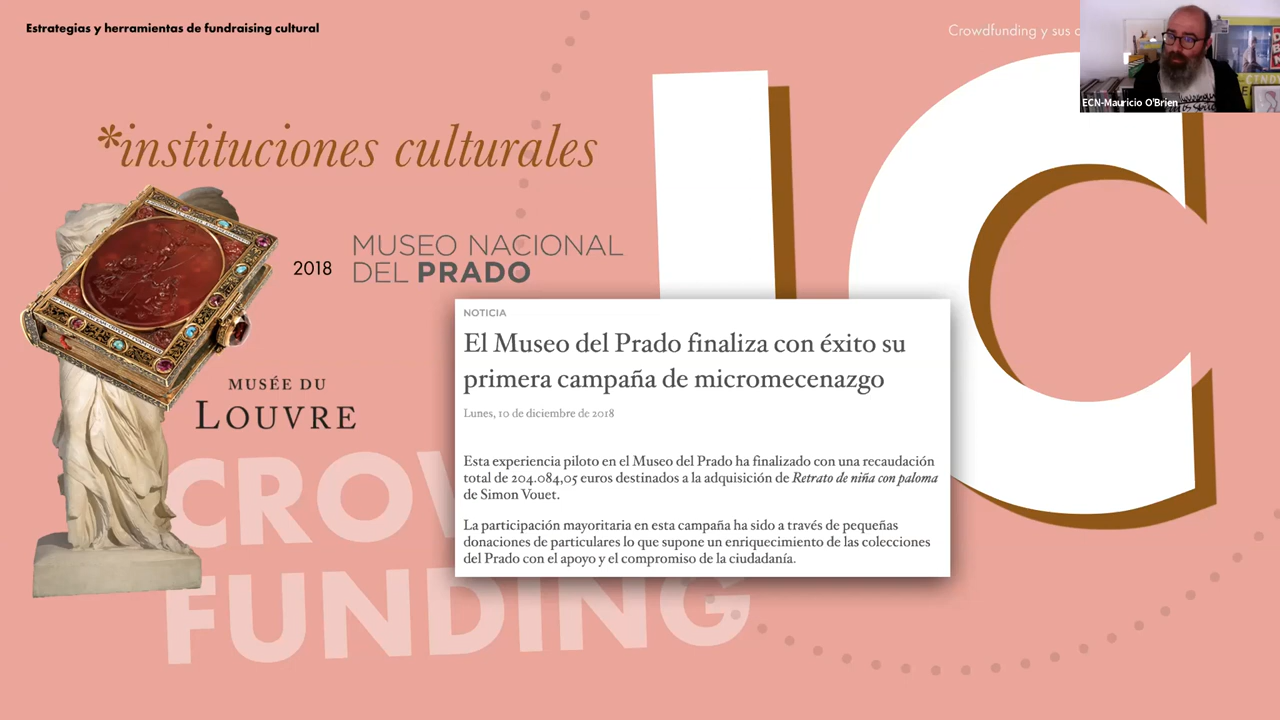 Estrategias y herramientas de fundraising cultural
Crowdfunding y sus
ECN-Mauricio O'Brien
*instituciones culturales
IC
2018
MUSEO NACIONAL
DEL PRADO
MUSÉE DU
LOUVRE
NOTICIA
El Museo del Prado finaliza con éxito su
primera campaña de micromecenazgo
Lunes, 10 de diciembre de 2018
Esta experiencia piloto en el Museo del Prado ha finalizado con una recaudación
total de 204.084,05 euros destinados a la adquisición de Retrato de niña con paloma
de Simon Vouet.
La participación mayoritaria en esta campaña ha sido a través de pequeñas
donaciones de particulares lo que supone un enriquecimiento de las colecciones
del Prado con el apoyo y el compromiso de la ciudadanía.
CROW
FUNDING